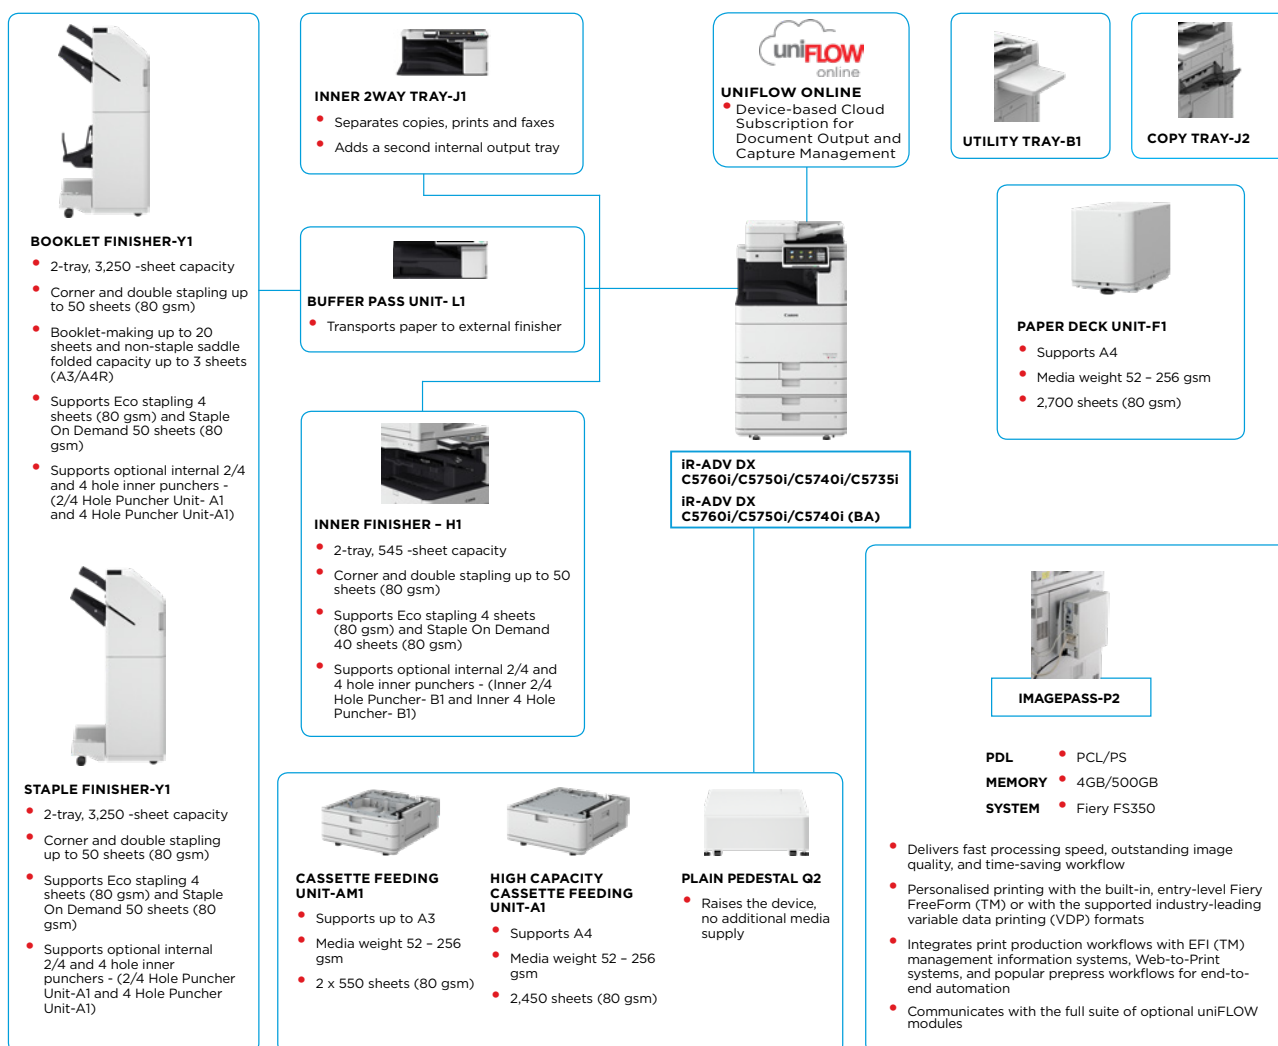 BOOKLET FINISHER-Y1
2-tray, 3,250 -sheet capacity
Corner and double stapling up
to 50 sheets (80 gsm)
Booklet-making up to 20
sheets and non-staple saddle
folded capacity up to 3 sheets
(A3/A4R)
Supports Eco stapling 4
sheets (80 gsm) and Staple
On Demand 50 sheets (80
gsm)
Supports optional internal 2/4
and 4 hole inner punchers -
(2/4 Hole Puncher Unit- A1
and 4 Hole Puncher Unit-A1)
STAPLE FINISHER-Y1
2-tray, 3,250 -sheet capacity
Corner and double stapling
up to 50 sheets (80 gsm)
Supports Eco stapling 4
sheets (80 gsm) and Staple
On Demand 50 sheets (80
gsm)
Supports optional internal
2/4 and 4 hole inner
punchers - (2/4 Hole Puncher
Unit-A1 and 4 Hole Puncher
Unit-A1)
INNER 2WAY TRAY-J1
Separates copies, prints and faxes
Adds a second internal output tray
BUFFER PASS UNIT- L1
Transports paper to external finisher
INNER FINISHER – H1
2-tray, 545 -sheet capacity
Corner and double stapling up to 50
sheets (80 gsm)
Supports Eco stapling 4 sheets
(80 gsm) and Staple On Demand
40 sheets (80 gsm)
Supports optional internal 2/4 and
4 hole inner punchers - (Inner 2/4
Hole Puncher- B1 and Inner 4 Hole
Puncher- B1)
uniFLOW
online
UNIFLOW ONLINE
Device-based Cloud
Subscription for
Document Output and
Capture Management
Canon
iR-ADV DX
C5760i/C5750i/C5740i/C5735i
iR-ADV DX
C5760i/C5750i/C5740i (BA)
UTILITY TRAY-B1
COPY TRAY-J2
PAPER DECK UNIT-F1
Supports A4
Media weight 52 – 256 gsm
2,700 sheets (80 gsm)
CASSETTE FEEDING
UNIT-AM1
Supports up to A3
Media weight 52 – 256
gsm
2 x 550 sheets (80 gsm)
HIGH CAPACITY
CASSETTE FEEDING
UNIT-A1
Supports A4
Media weight 52 – 256
gsm
2,450 sheets (80 gsm)
PLAIN PEDESTAL Q2
Raises the device,
no additional media
supply
IMAGEPASS-P2
PDL PCL/PS
MEMORY 4GB/500GB
SYSTEM Fiery FS350
Delivers fast processing speed, outstanding image
quality, and time-saving workflow
Personalised printing with the built-in, entry-level Fiery
FreeForm (TM) or with the supported industry-leading
variable data printing (VDP) formats
Integrates print production workflows with EFI (TM)
management information systems, Web-to-Print
systems, and popular prepress workflows for end-to-
end automation
Communicates with the full suite of optional uniFLOW
modules